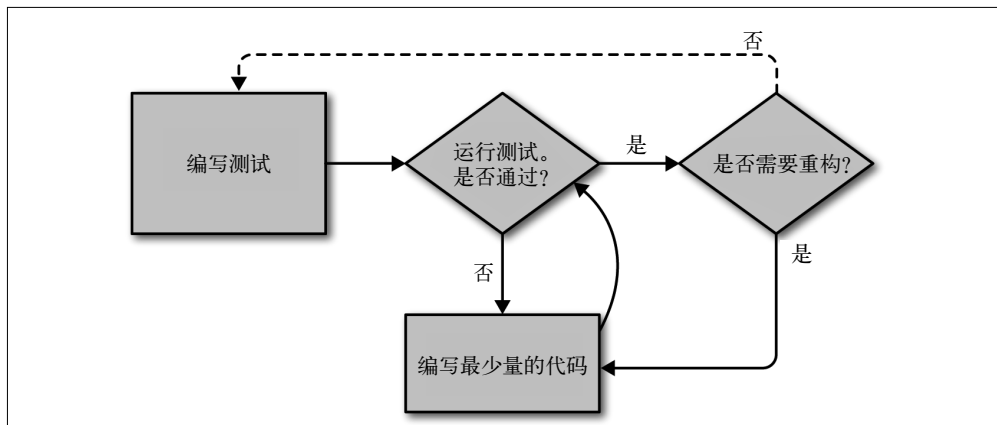 否
编写测试
运行测试。
是否通过？
是
是否需要重构？
否
是
编写最少量的代码